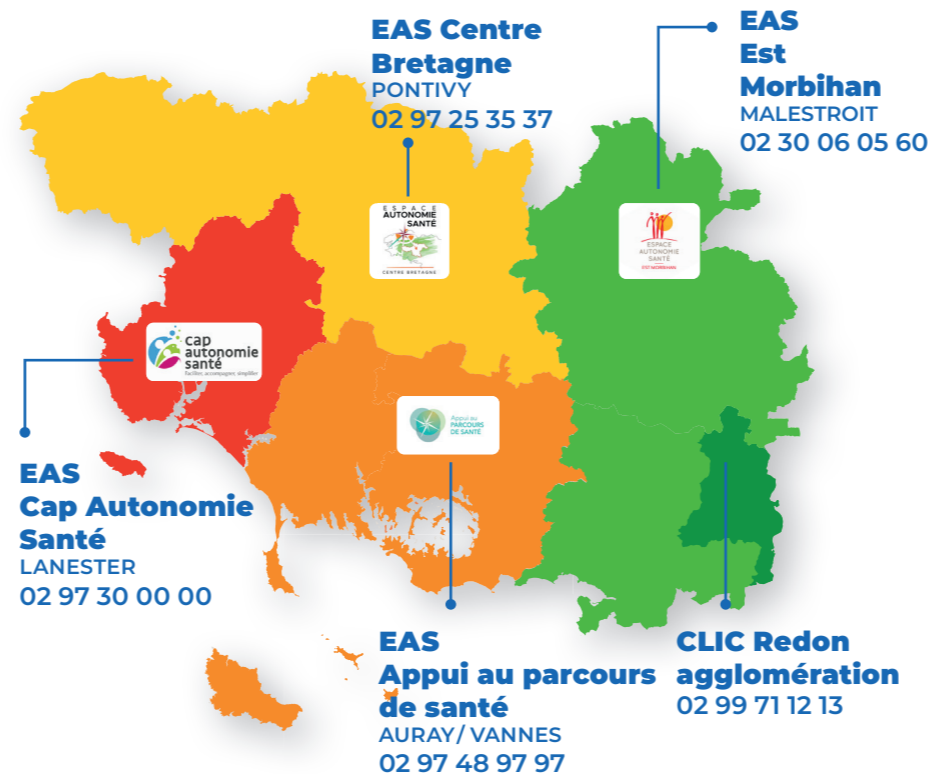 EAS Centre
Bretagne
PONTIVY
02 97 25 35 37
EAS
Est
Morbihan
MALESTROIT
02 30 06 05 60
ESPACE
AUTONOMIE
SANTÉ
CENTRE BRETAGNE
ESPACE
AUTONOMIE
SANTÉ
EST MORBIHAN
cap
autonomie
santé
Faciliter, accompagner, simplifier
Appui au
PARCOURS
DE SANTÉ
EAS
Cap Autonomie
Santé
LANESTER
02 97 30 00 00
EAS
Appui au parcours
de santé
AURAY/ VANNES
02 97 48 97 97
CLIC Redon
agglomération
02 99 71 12 13